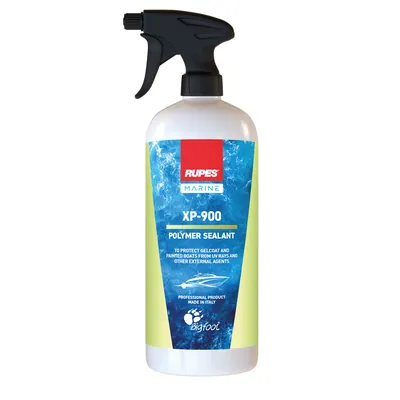 RUPES
MARINE
XP-900
POLYMER SEALANT
TO PROTECT GELCOAT AND
PAINTED BOATS FROM UV RAYS AND
OTHER EXTERNAL AGENTS.
PROFESSIONAL PRODUCT
MADE IN ITALY
bigfoot